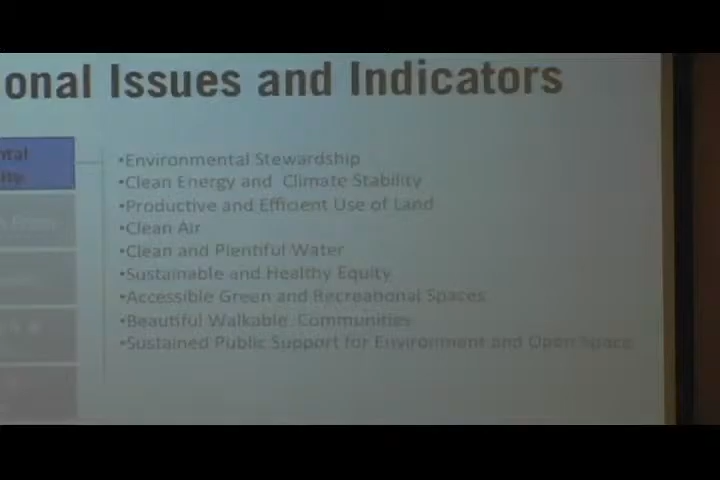 onal Issues and Indicators
ntal
•Environmental Stewardship
•Clean Energy and Climate Stability
•Productive and Efficient Use of Land
•Clean Air
•Clean and Plentiful Water
•Sustainable and Healthy Equity
•Accessible Green and Recreational Spaces
•Beautiful Walkable Communities
•Sustained Public Support for Environment and Open Space